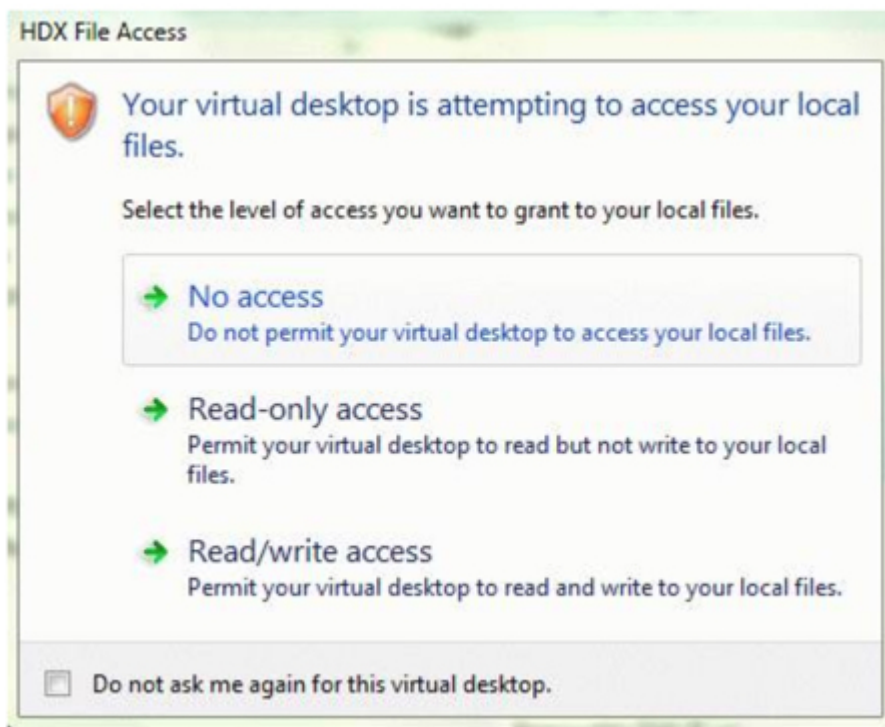 HDX File Access
Your virtual desktop is attempting to access your local
files.
Select the level of access you want to grant to your local files.
No access
Do not permit your virtual desktop to access your local files.
Read-only access
Permit your virtual desktop to read but not write to your local
files.
Read/write access
Permit your virtual desktop to read and write to your local files.
Do not ask me again for this virtual desktop.